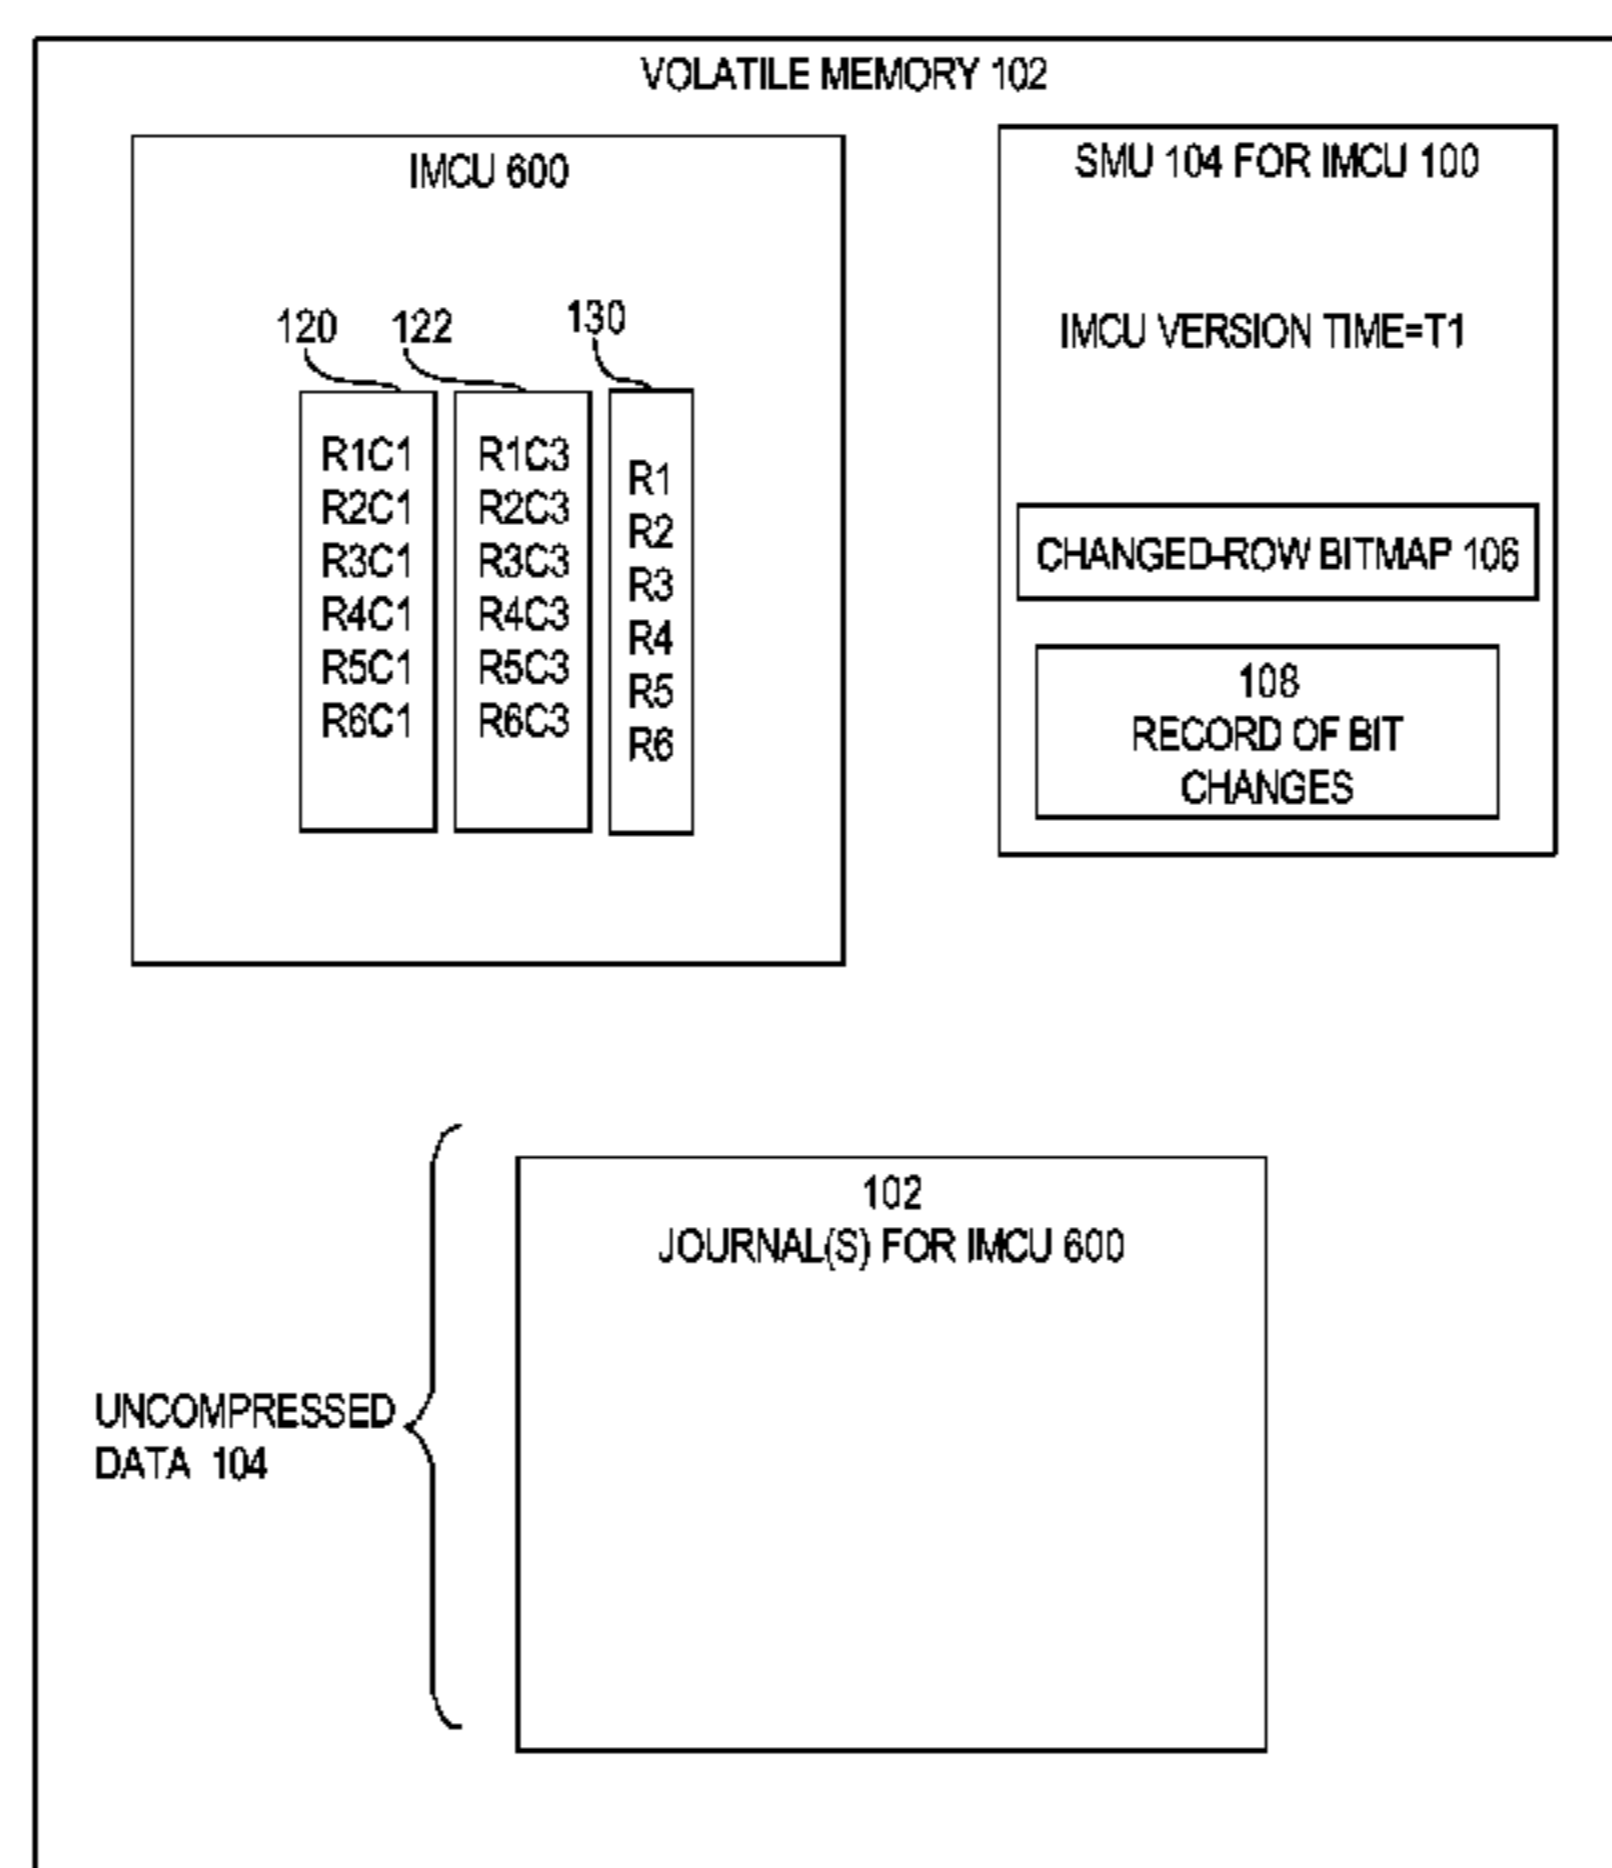 VOLATILE MEMORY 102
IMCU 600
120
122
130
R1C1
R2C1
R3C1
R4C1
R5C1
R6C1
R1C3
R2C3
R3C3
R4C3
R5C3
R6C3
R1
R2
R3
R4
R5
R6
SMU 104 FOR IMCU 100
IMCU VERSION TIME=T1
CHANGED-ROW BITMAP 106
108
RECORD OF BIT
CHANGES
UNCOMPRESSED
DATA 104
102
JOURNAL(S) FOR IMCU 600